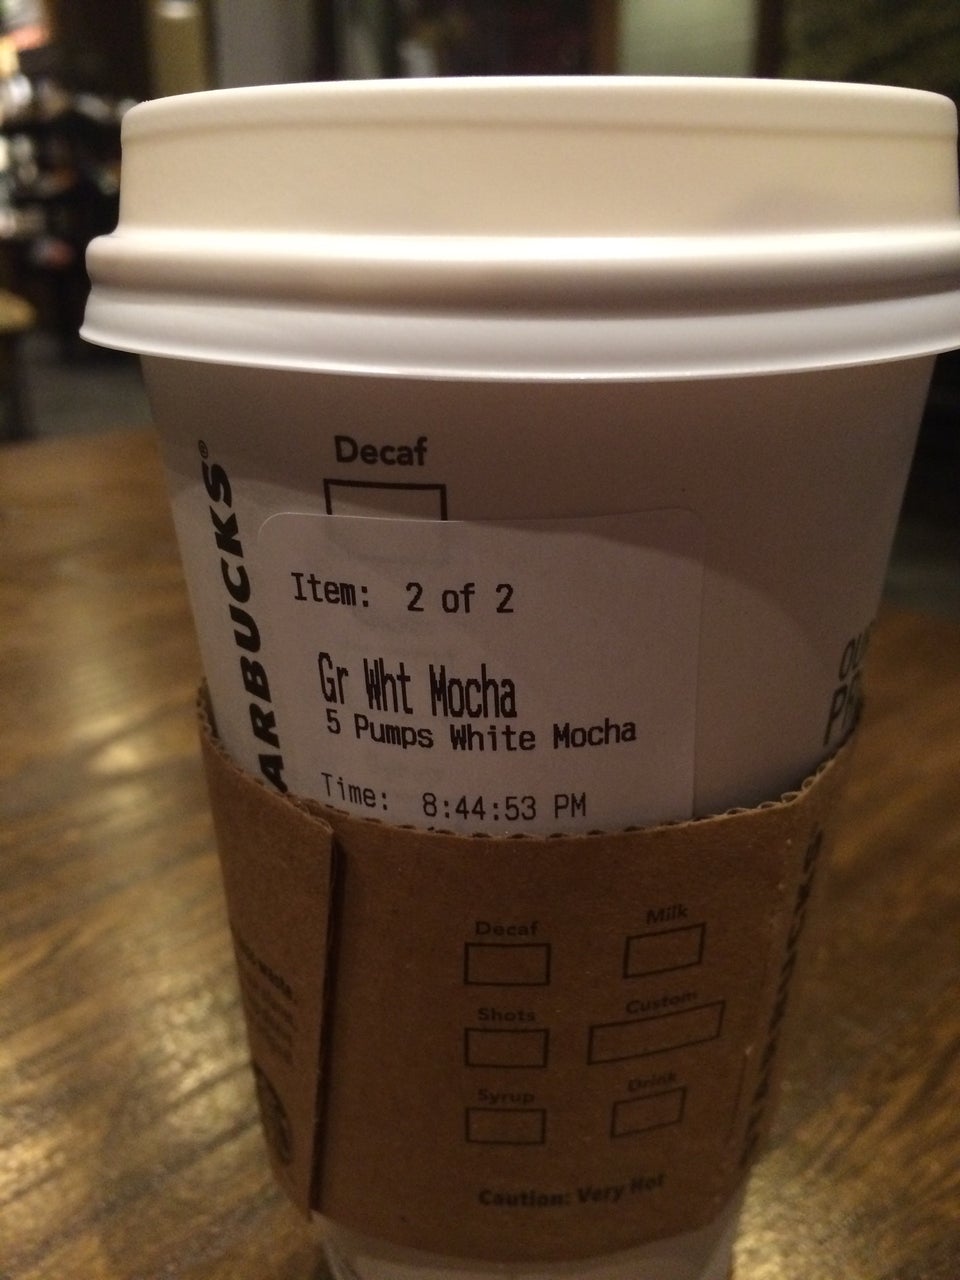 Decaf
ARBUCKS®
Item: 2 of 2
Gr Wht Mocha
5 Pumps White Mocha
Time: 8:44:53 PM
Decaf
Milk
Shots
Custom
Syrup
Drink
Caution: Very Hot